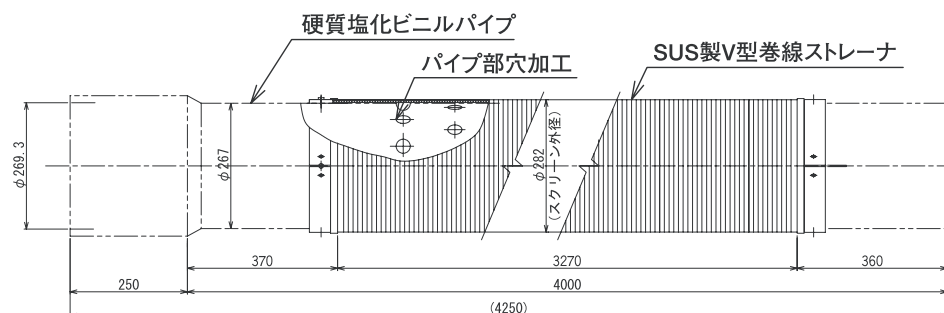 硬質塩化ビニルパイプ
パイプ部穴加工
SUS製V型巻線ストレーナ
φ269.3
φ267
φ282
(スクリーン外径)
370
3270
360
250
4000
(4250)